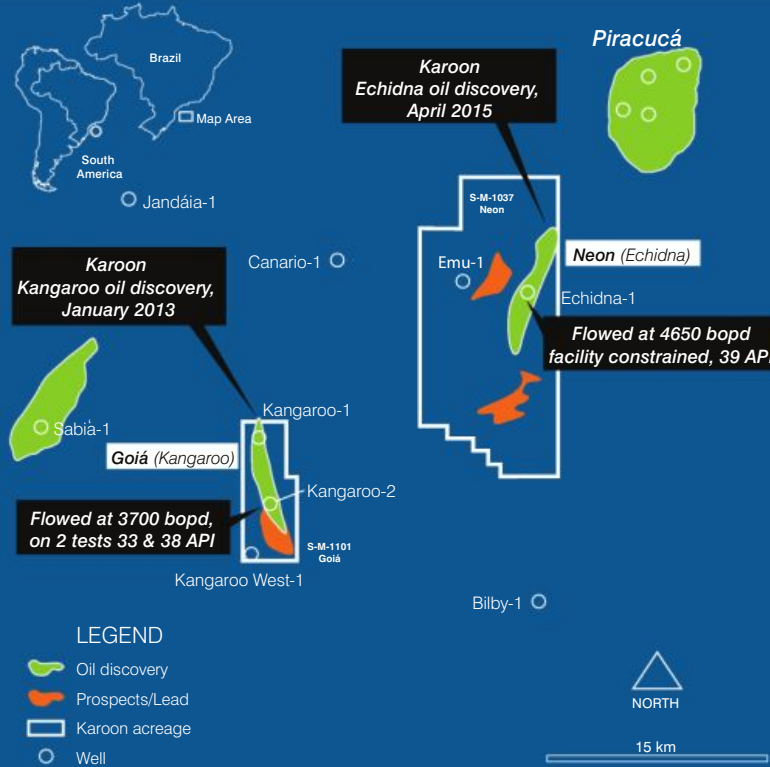 Brazil
Map Area
South
America
Jandáia-1
Karoon
Echidna oil discovery,
April 2015
Piracucá
S-M-1037
Neon
Canario-1
Emu-1
Neon (Echidna)
Echidna-1
Flowed at 4650 bopd
facility constrained, 39 API
Karoon
Kangaroo oil discovery,
January 2013
Sabiá-1
Kangaroo-1
Goiá (Kangaroo)
Kangaroo-2
Flowed at 3700 bopd,
on 2 tests 33 & 38 API
S-M-1101
Goiá
Kangaroo West-1
Bilby-1
LEGEND
Oil discovery
Prospects/Lead
Karoon acreage
Well
NORTH
15 km